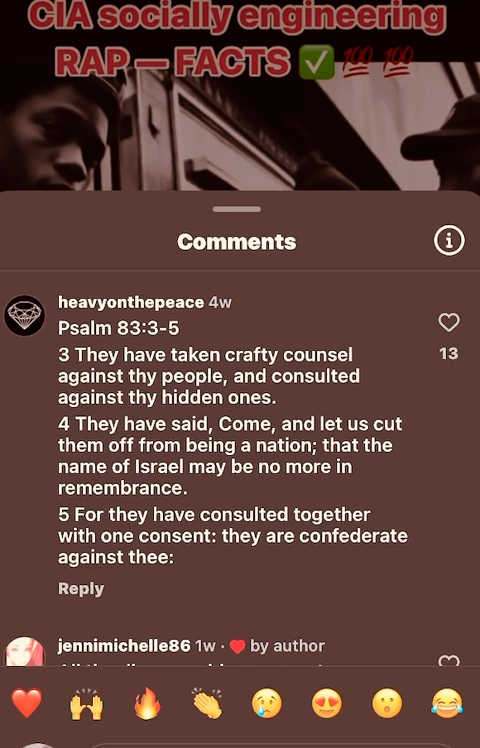 CIA socially engineering
RAP — FACTS ✅ 💯 💯
Comments
heavyonthepeace 4w
Psalm 83:3-5
3 They have taken crafty counsel
against thy people, and consulted
against thy hidden ones.
13
4 They have said, Come, and let us cut
them off from being a nation; that the
name of Israel may be no more in
remembrance.
5 For they have consulted together
with one consent: they are confederate
against thee:
Reply
jennimichelle86 1w · ❤️ by author